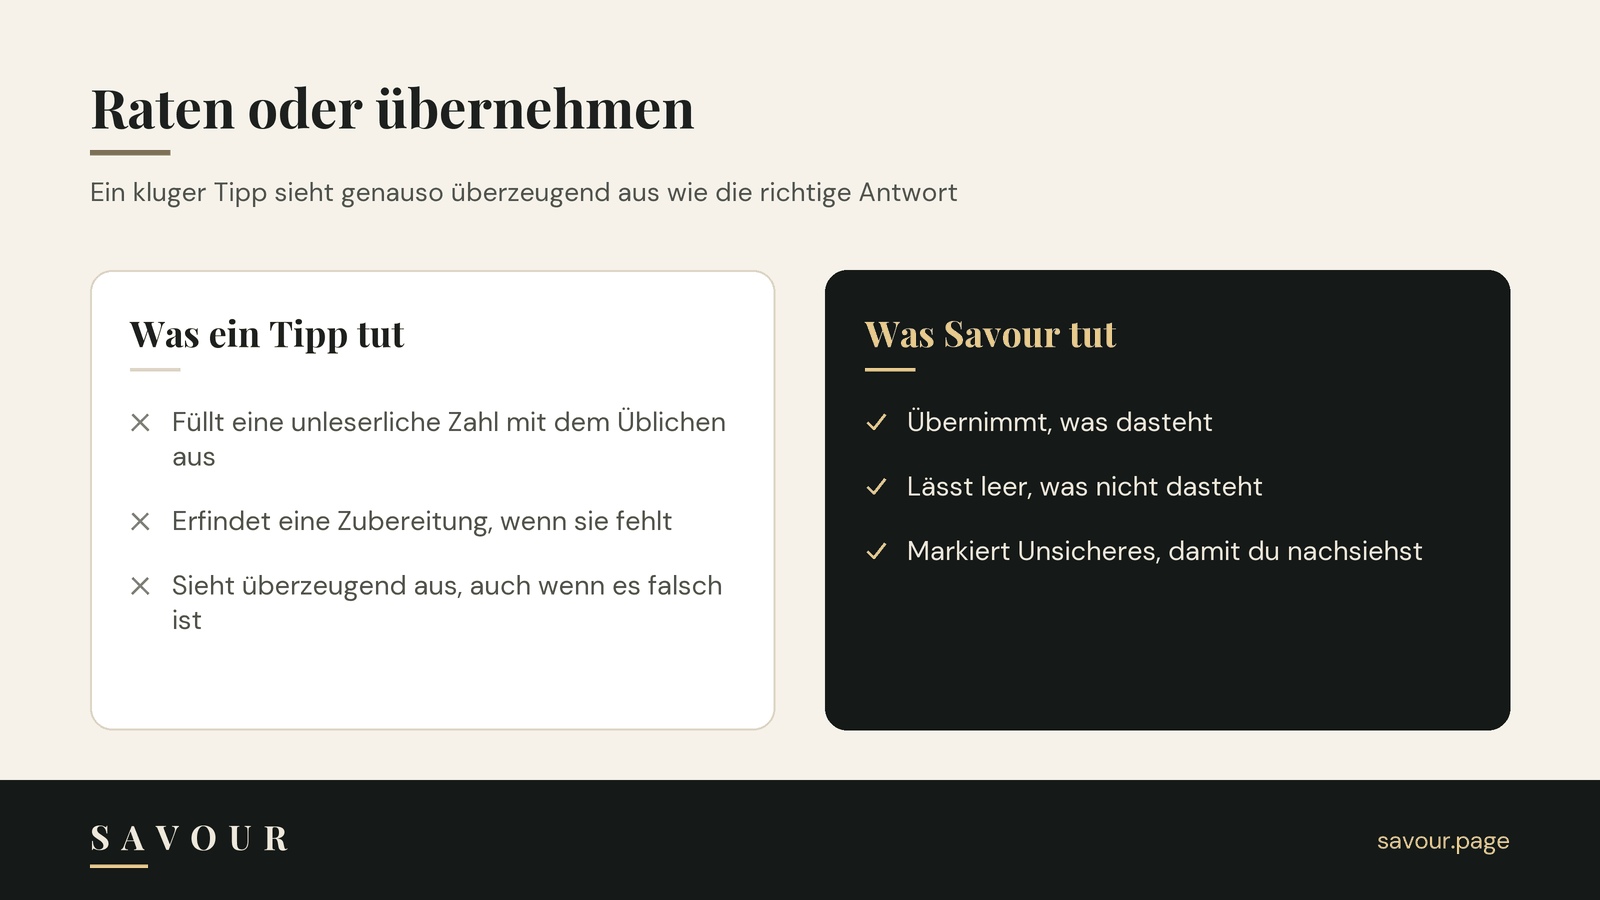 Raten oder übernehmen
Ein kluger Tipp sieht genauso überzeugend aus wie die richtige Antwort
Was ein Tipp tut
Füllt eine unleserliche Zahl mit dem Üblichen
aus
Erfindet eine Zubereitung, wenn sie fehlt
Sieht überzeugend aus, auch wenn es falsch
ist
Was Savour tut
Übernimmt, was dasteht
Lässt leer, was nicht dasteht
Markiert Unsicheres, damit du nachsiehst
SAVOUR
savour.page